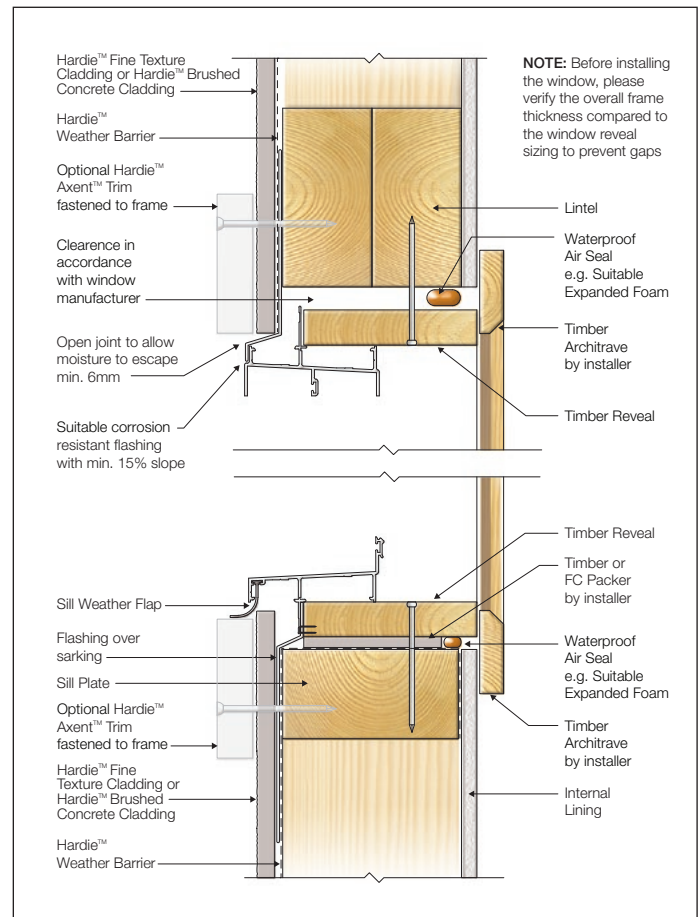 Hardie™ Fine Texture
Cladding or Hardie™ Brushed
Concrete Cladding
Hardie™
Weather Barrier
Optional Hardie™
Axent™ Trim
fastened to frame
Clearence in
accordance
with window
manufacturer
Open joint to allow
moisture to escape
min. 6mm
Suitable corrosion
resistant flashing
with min. 15% slope
NOTE: Before installing
the window, please
verify the overall frame
thickness compared to
the window reveal
sizing to prevent gaps
Lintel
Waterproof
Air Seal
e.g. Suitable
Expanded Foam
Timber
Architrave
by installer
Timber Reveal
Sill Weather Flap
Flashing over
sarking
Sill Plate
Optional Hardie™
Axent™ Trim
fastened to frame
Hardie™ Fine
Texture Cladding or
Hardie™ Brushed
Concrete Cladding
Hardie™
Weather Barrier
Timber Reveal
Timber or
FC Packer
by installer
Waterproof
Air Seal
e.g. Suitable
Expanded Foam
Timber
Architrave
by installer
Internal
Lining